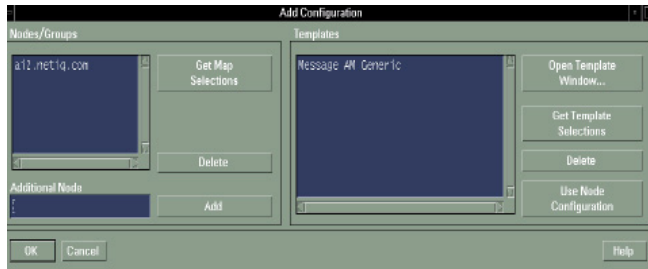 Add Configuration
Nodes/Groups
ai2.netiq.com
Get Map
Selections
Delete
Additional Node
Add
Templates
Message AM Generic
Open Template
Window...
Get Template
Selections
Delete
Use Node
Configuration
OK
Cancel
Help